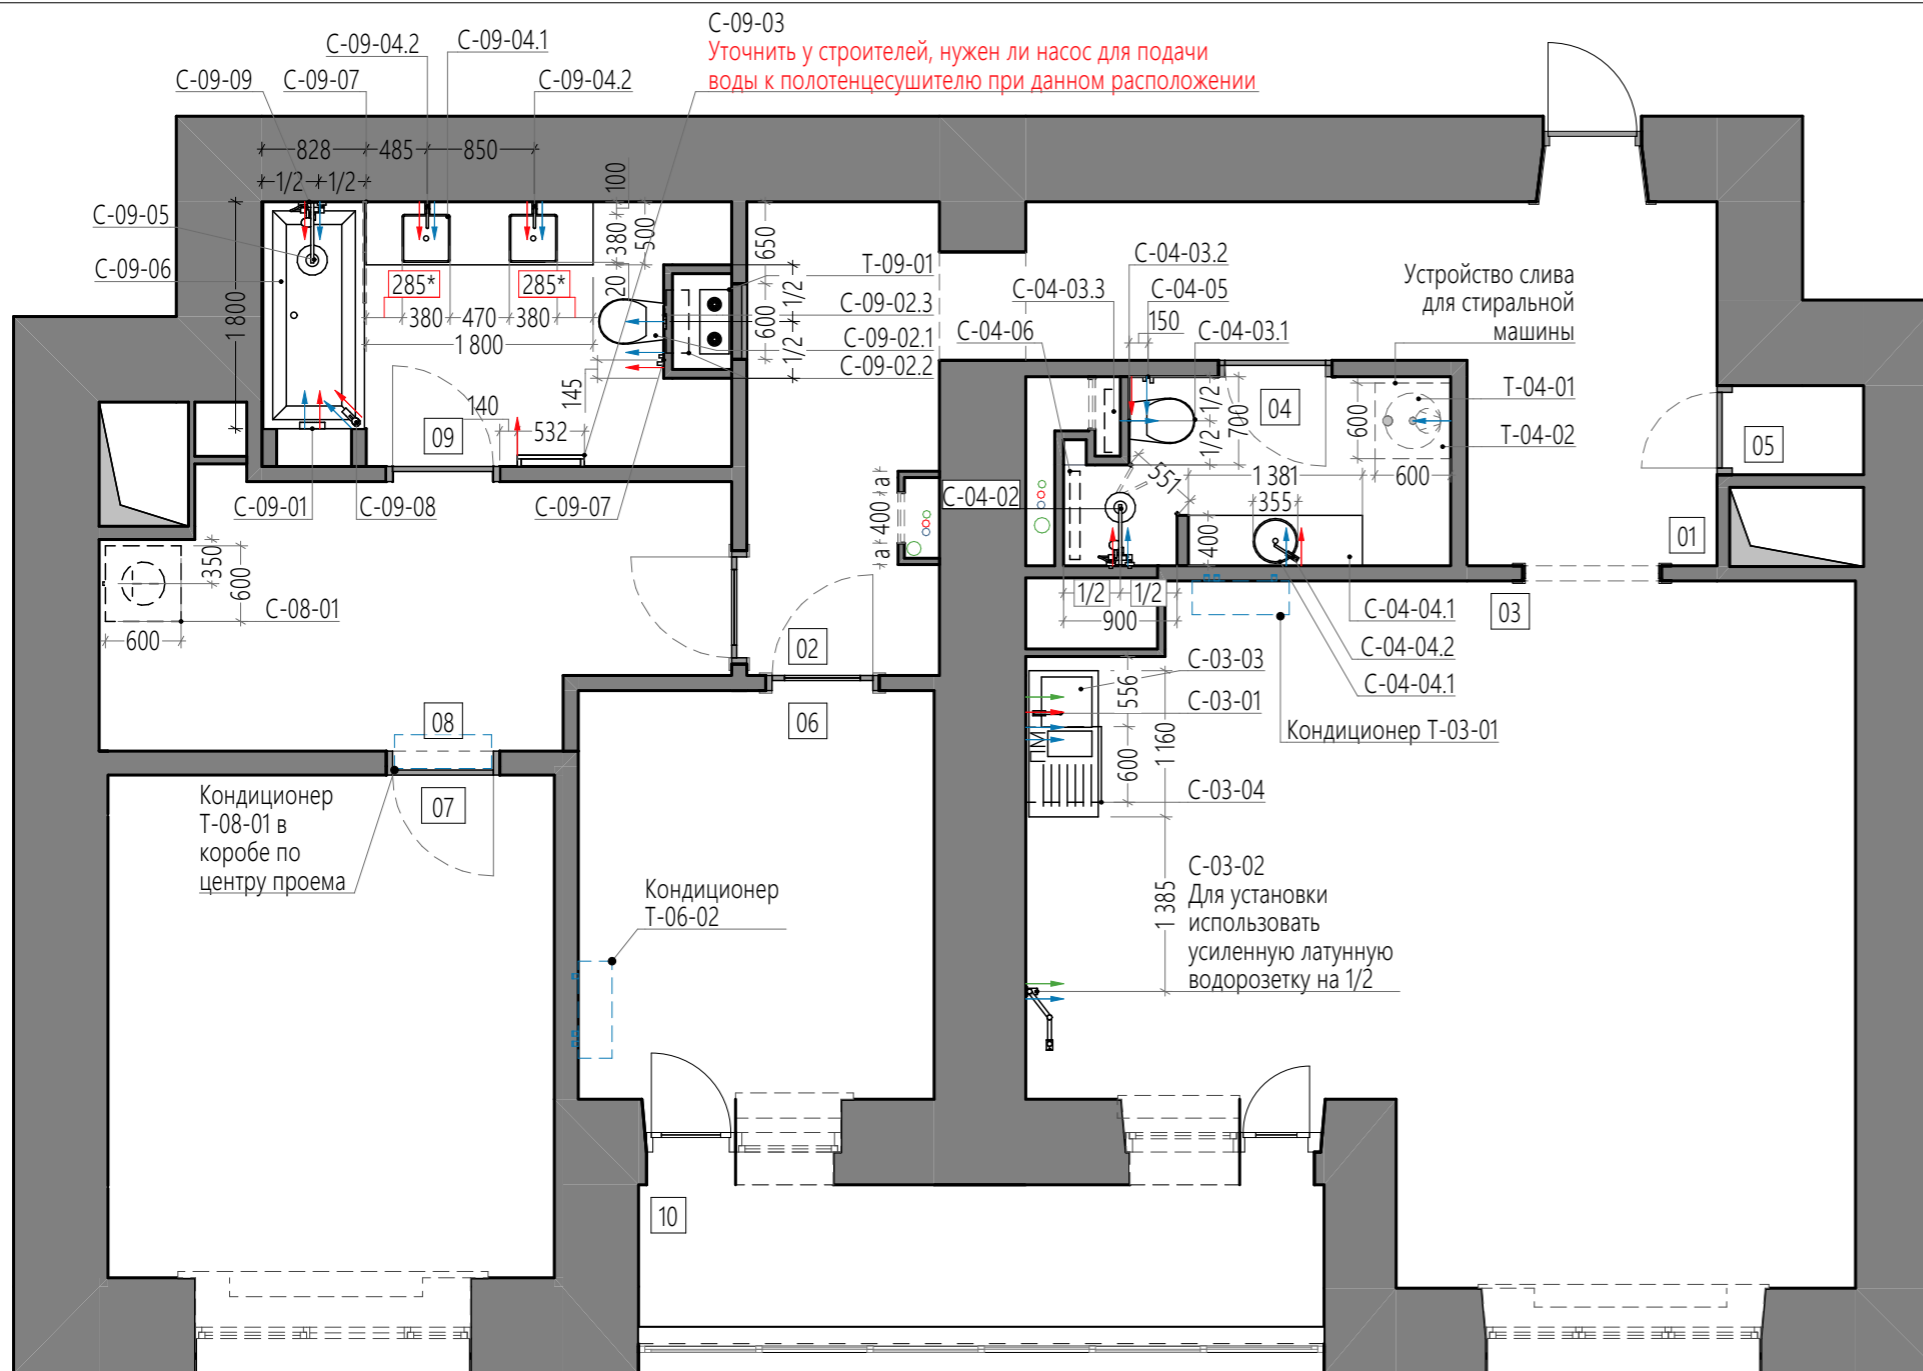 С-09-03
Уточнить у строителей, нужен ли насос для подачи
воды к полотенцесушителю при данном расположении
С-09-04.2
С-09-04.1
С-09-09
С-09-07
С-09-04.2
828
485
850
1/2
1/2
100
С-09-05
С-09-06
1 800
380
500
20
650
1/2
600
1/2
285*
285*
380
470
380
1 800
Т-09-01
С-09-02.3
С-09-02.1
С-09-02.2
145
140
532
09
С-09-01
С-09-08
С-09-07
а
400
а
350
600
600
С-08-01
02
08
07
06
Кондиционер
Т-08-01 в
коробе по
центру проема
Кондиционер
Т-06-02
10
С-04-03.2
С-04-03.3
С-04-05
С-04-06
150
С-04-03.1
Устройство слива
для стиральной
машины
1/2
700
1/2
04
600
Т-04-01
Т-04-02
05
551
1 381
355
600
С-04-02
400
01
1/2
1/2
900
03
С-04-04.1
С-04-04.2
С-04-04.1
С-03-03
С-03-01
Кондиционер Т-03-01
556
1 160
600
ПМ
С-03-04
1 385
С-03-02
Для установки
использовать
усиленную латунную
водорозетку на 1/2